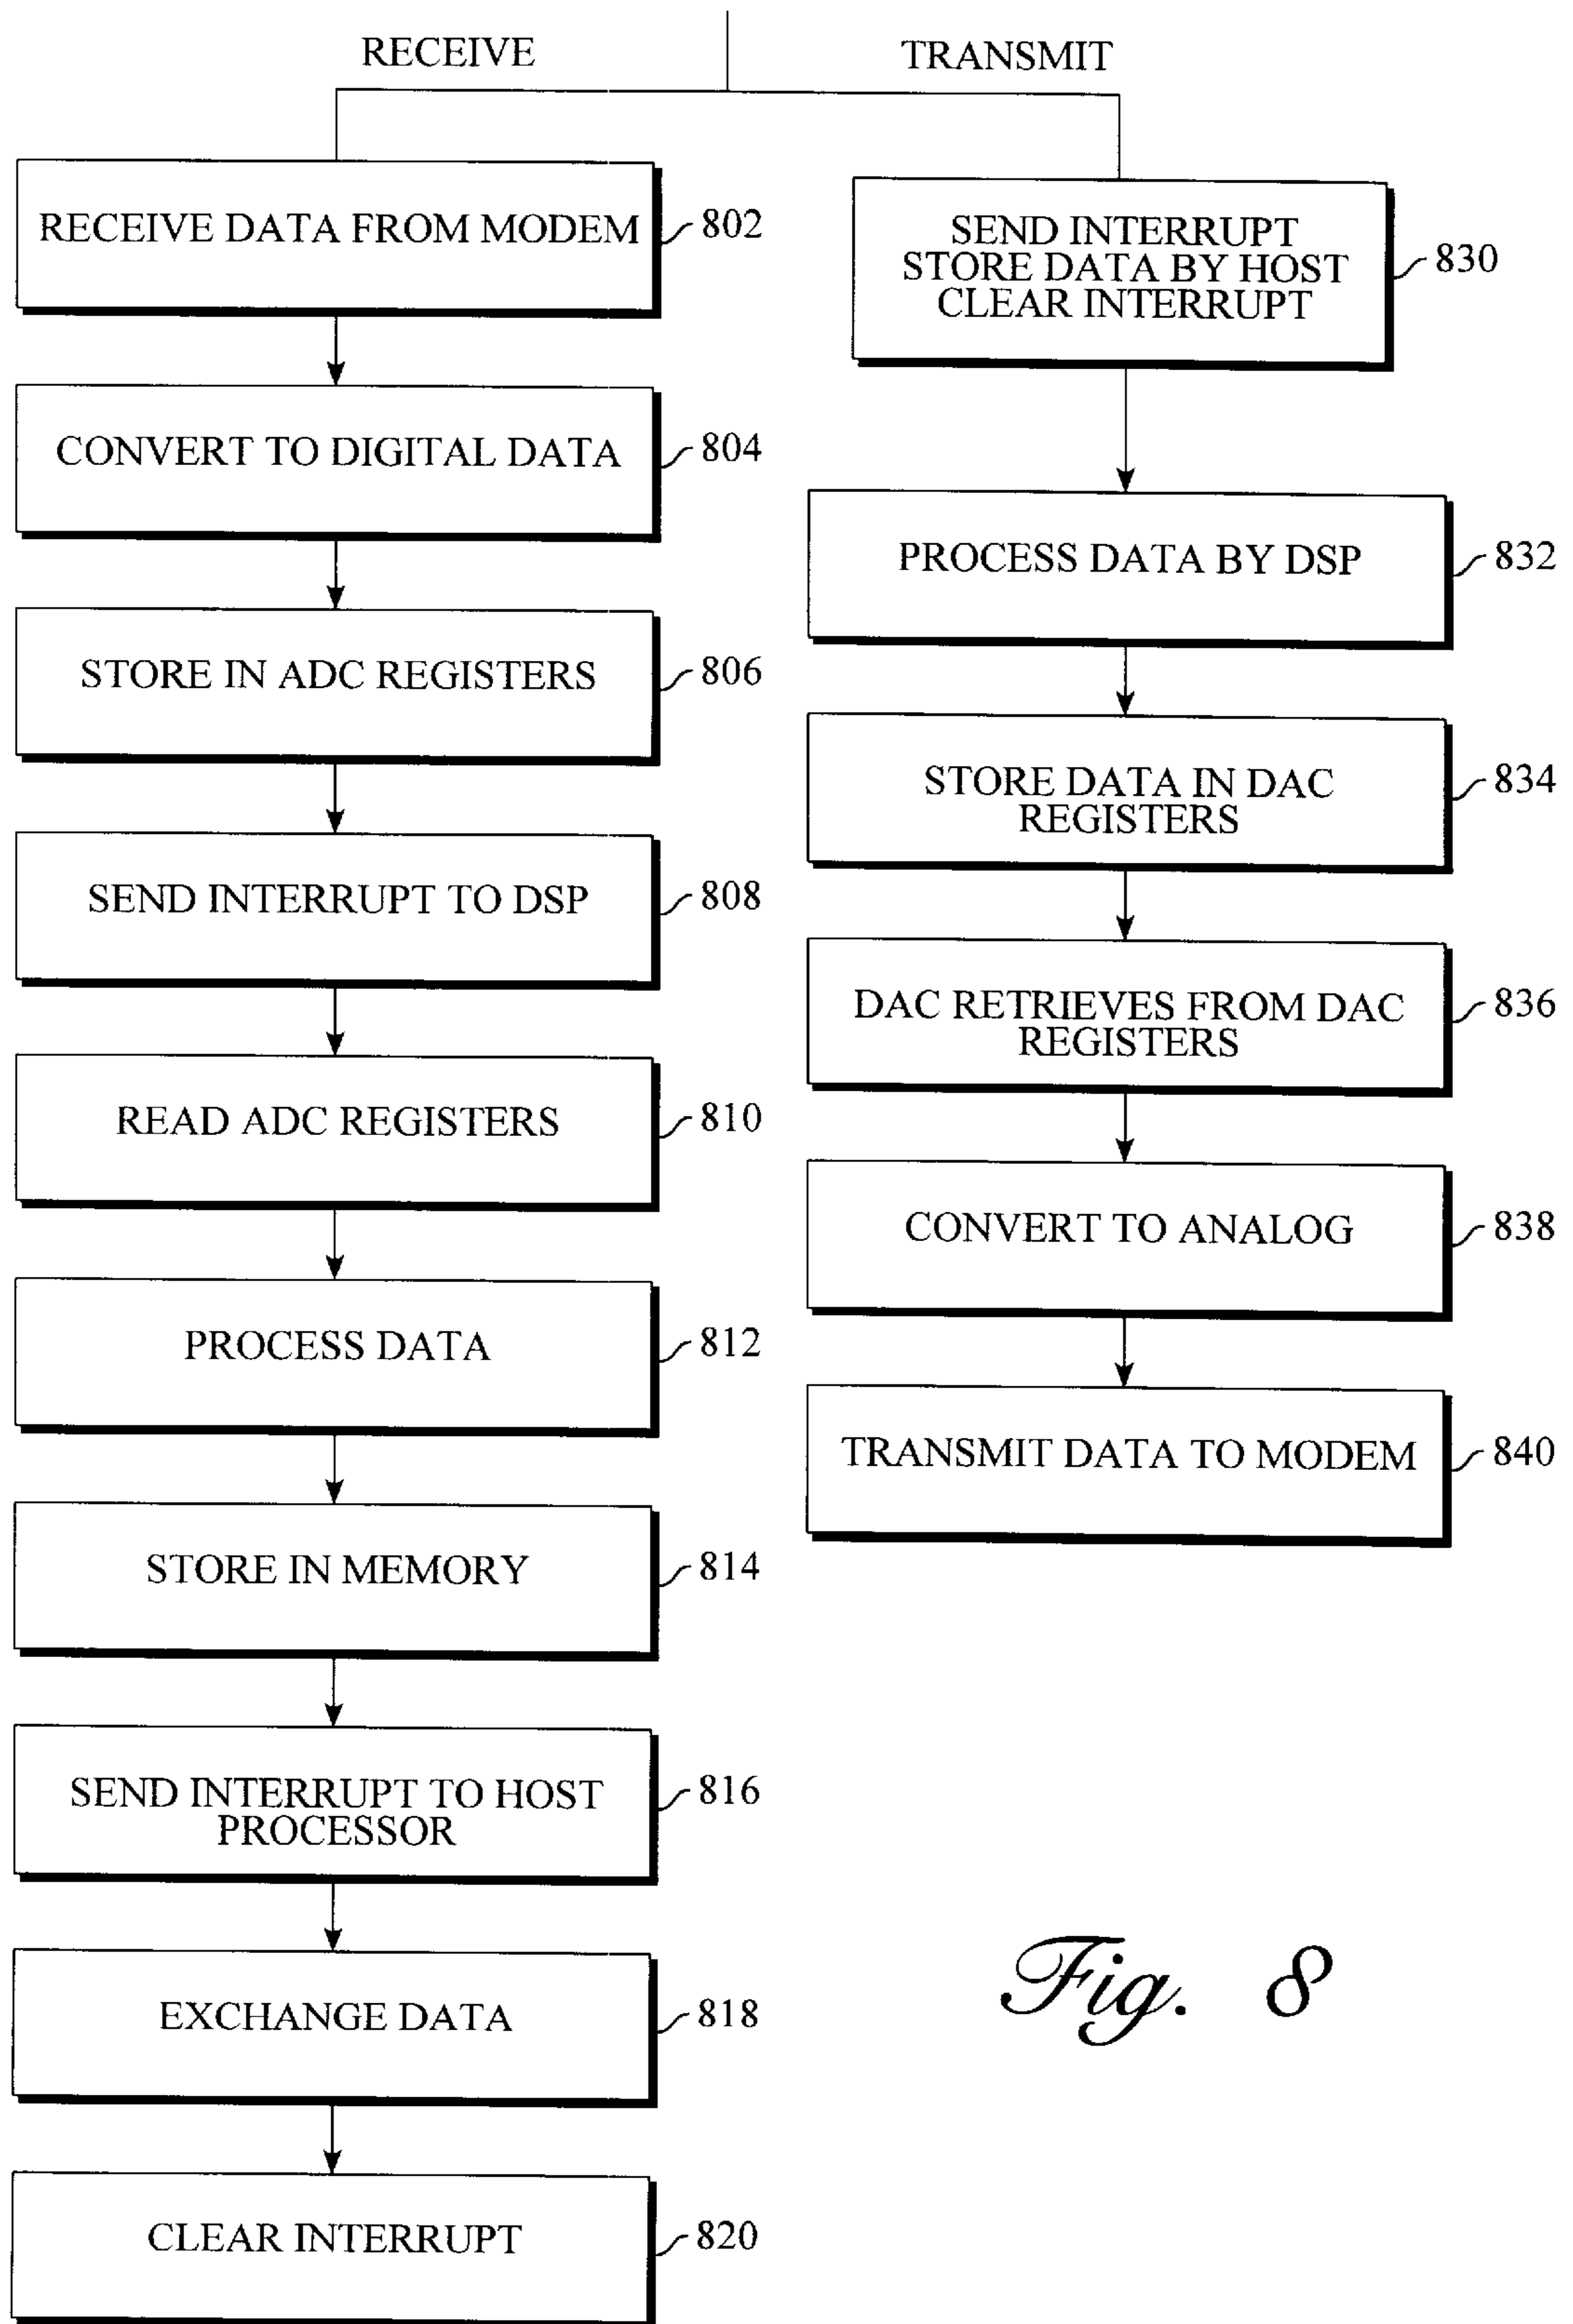 RECEIVE
TRANSMIT
RECEIVE DATA FROM MODEM
802
CONVERT TO DIGITAL DATA
804
STORE IN ADC REGISTERS
806
SEND INTERRUPT TO DSP
808
READ ADC REGISTERS
810
PROCESS DATA
812
STORE IN MEMORY
814
SEND INTERRUPT TO HOST
PROCESSOR
816
EXCHANGE DATA
818
CLEAR INTERRUPT
820
SEND INTERRUPT
STORE DATA BY HOST
CLEAR INTERRUPT
830
PROCESS DATA BY DSP
832
STORE DATA IN DAC
REGISTERS
834
DAC RETRIEVES FROM DAC
REGISTERS
836
CONVERT TO ANALOG
838
TRANSMIT DATA TO MODEM
840
Fig. 8